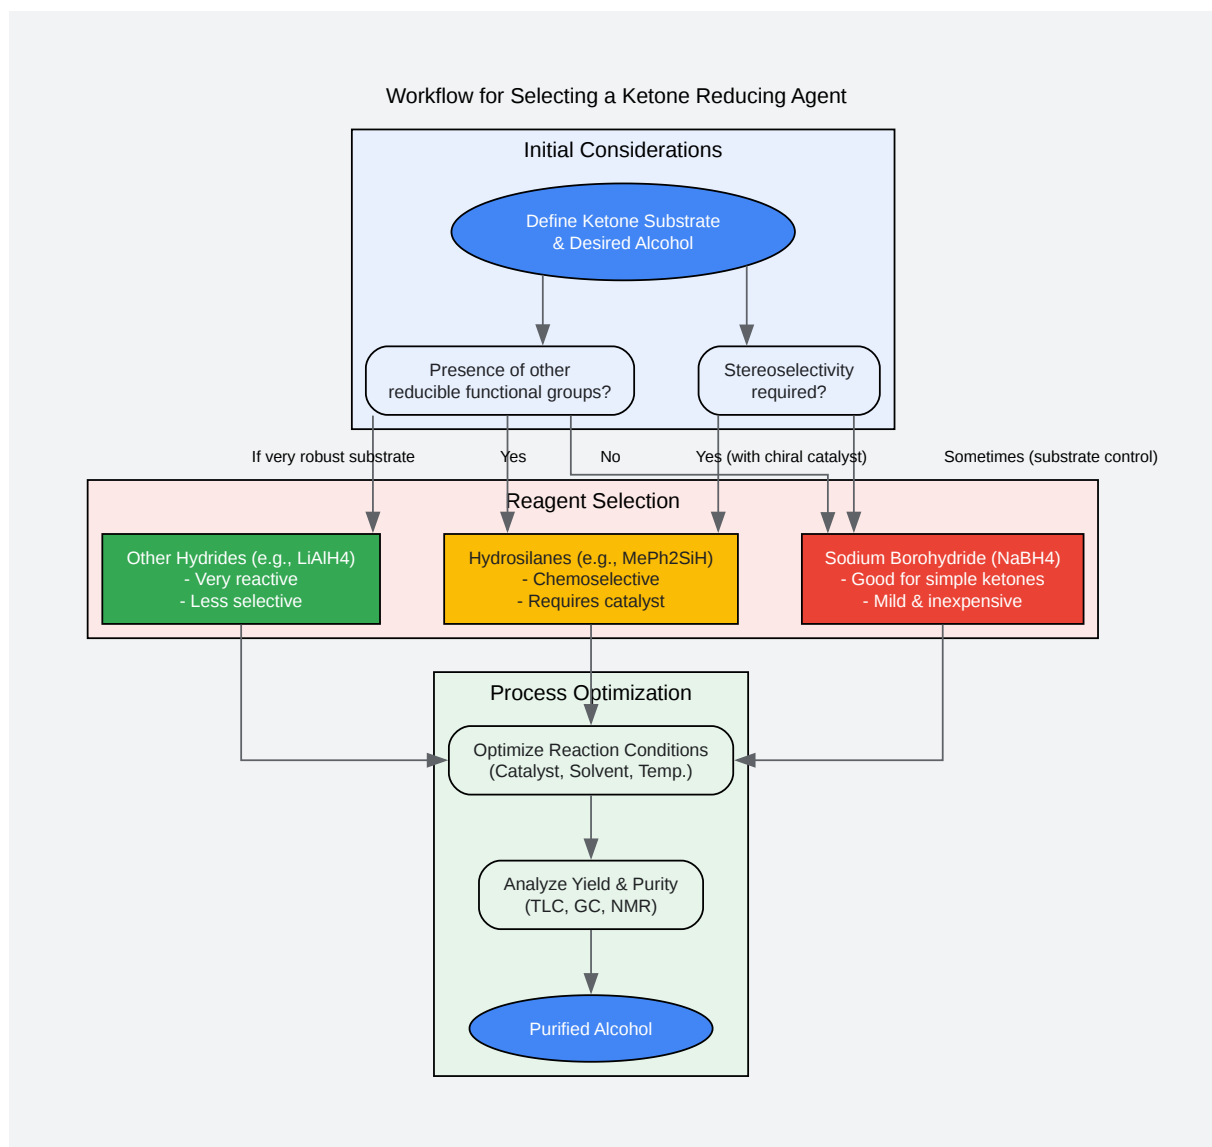 Workflow for Selecting a Ketone Reducing Agent
Initial Considerations
Define Ketone Substrate
& Desired Alcohol
Presence of other
reducible functional groups?
Stereoselectivity
required?
If very robust substrate
Yes
No
Yes (with chiral catalyst)
Sometimes (substrate control)
Reagent Selection
Other Hydrides (e.g., LiAlH4)
- Very reactive
- Less selective
Hydrosilanes (e.g., MePh2SiH)
- Chemoselective
- Requires catalyst
Sodium Borohydride (NaBH4)
- Good for simple ketones
- Mild & inexpensive
Process Optimization
Optimize Reaction Conditions
(Catalyst, Solvent, Temp.)
Analyze Yield & Purity
(TLC, GC, NMR)
Purified Alcohol